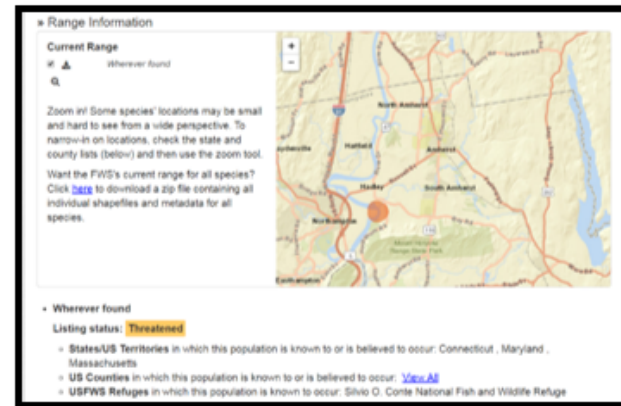 » Range Information
Current Range
Wherever found
Zoom in! Some species' locations may be small
and hard to see from a wide perspective. To
narrow-in on locations, check the state and
county lists (below) and then use the zoom tool.
Want the FWS's current range for all species?
Click here to download a zip file containing all
individual shapefiles and metadata for all
species.
+
−
North Amherst
Hatfield
Amherst
Hadley
South Amherst
Northampton
Mount Holyoke
Range State Park
Easthampton
• Wherever found
Listing status: Threatened
States/US Territories in which this population is known to or is believed to occur: Connecticut , Maryland ,
Massachusetts
US Counties in which this population is known to or is believed to occur: View All
USFWS Refuges in which this population is known to occur: Silvio O. Conte National Fish and Wildlife Refuge